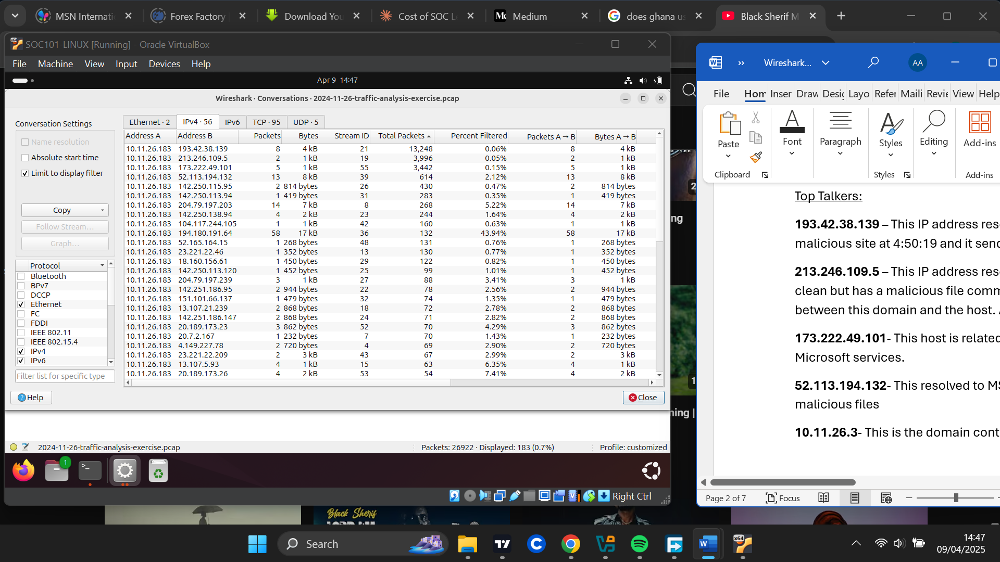 MSN Internati
Forex Factory
Download You
Cost of SOC L
Medium
does ghana us
Black Sherif M
SOC101-LINUX [Running] - Oracle VirtualBox
File Machine View Input Devices Help
Apr 9 14:47
Wireshark · Conversations · 2024-11-26-traffic-analysis-exercise.pcap
Conversation Settings
Name resolution
Absolute start time
Limit to display filter
Copy
Follow Stream…
Graph…
Protocol
Bluetooth
BPv7
DCCP
Ethernet
FC
FDDI
IEEE 802.11
IEEE 802.15.4
IPv4
IPv6
Filter list for specific type
Help
Ethernet · 2 IPv4 · 56 IPv6 TCP · 95 UDP · 5
Address A Address B Packets Bytes Stream ID Total Packets Percent Filtered Packets A → B Bytes A → B
10.11.26.183 193.42.38.139 8 4 kB 21 13,248 0.06% 8 4 kB
10.11.26.183 213.246.109.5 2 1 kB 19 3,996 0.05% 2 1 kB
10.11.26.183 173.222.49.101 5 1 kB 55 3,442 0.15% 5 1 kB
10.11.26.183 52.113.194.132 13 8 kB 39 614 2.12% 13 8 kB
10.11.26.183 142.250.115.95 2 814 bytes 26 430 0.47% 2 814 bytes
10.11.26.183 142.250.113.94 1 419 bytes 31 283 0.35% 1 419 bytes
10.11.26.183 204.79.197.203 14 7 kB 8 268 5.22% 14 7 kB
10.11.26.183 142.250.138.94 4 2 kB 23 244 1.64% 4 2 kB
10.11.26.183 104.117.244.105 1 1 kB 42 160 0.63% 1 1 kB
10.11.26.183 194.180.191.64 58 17 kB 36 132 43.94% 58 17 kB
10.11.26.183 52.165.164.15 1 268 bytes 48 131 0.76% 1 268 bytes
10.11.26.183 23.221.22.46 1 352 bytes 13 130 0.77% 1 352 bytes
10.11.26.183 18.160.156.61 1 450 bytes 29 122 0.82% 1 450 bytes
10.11.26.183 142.250.113.120 1 452 bytes 25 99 1.01% 1 452 bytes
10.11.26.183 204.79.197.239 3 1 kB 27 88 3.41% 3 1 kB
10.11.26.183 142.251.186.95 2 944 bytes 22 78 2.56% 2 944 bytes
10.11.26.183 151.101.66.137 1 479 bytes 32 74 1.35% 1 479 bytes
10.11.26.183 13.107.21.239 2 868 bytes 18 72 2.78% 2 868 bytes
10.11.26.183 142.251.186.147 2 868 bytes 24 71 2.82% 2 868 bytes
10.11.26.183 20.189.173.23 3 862 bytes 52 70 4.29% 3 862 bytes
10.11.26.183 20.7.2.167 1 232 bytes 7 70 1.43% 1 232 bytes
10.11.26.183 4.149.227.78 2 720 bytes 4 69 2.90% 2 720 bytes
10.11.26.183 23.221.22.209 2 3 kB 43 67 2.99% 2 3 kB
10.11.26.183 13.107.5.93 4 1 kB 15 63 6.35% 4 1 kB
10.11.26.183 20.189.173.26 4 2 kB 53 54 7.41% 4 2 kB
Close
2024-11-26-traffic-analysis-exercise.pcap Packets: 26922 · Displayed: 183 (0.7%) Profile: customized
1
Right Ctrl
2
ng
1
ning |
Black Sherif
Wireshark... AA
File Hom Inser Draw Desig Layo Refer Maili Revie View Help
Paste
Font
Paragraph
Styles
Editing
Add-ins
Clipboard Styles Add-ins
Top Talkers:
193.42.38.139 – This IP address res
malicious site at 4:50:19 and it send
213.246.109.5 – This IP address res
clean but has a malicious file comm
between this domain and the host. A
173.222.49.101- This host is related
Microsoft services.
52.113.194.132- This resolved to MS
malicious files
10.11.26.3- This is the domain cont
Page 2 of 7 Focus
Search
x64
14:47
09/04/2025